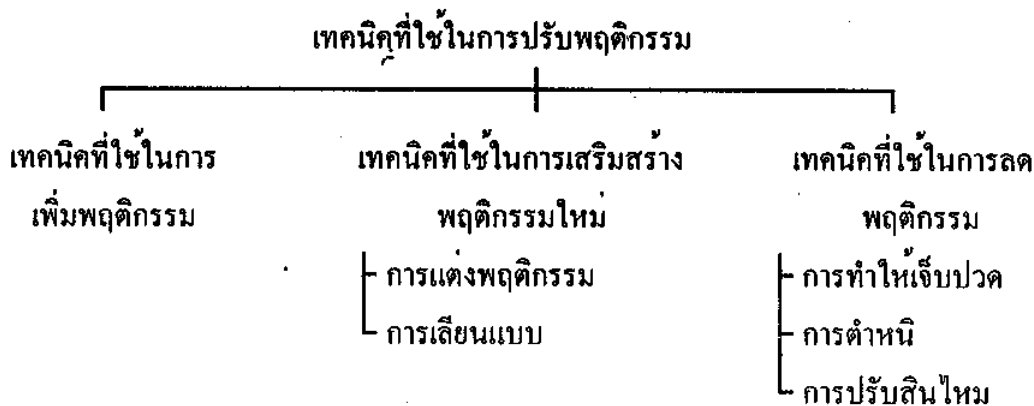 เทคนิคที่ใช้ในการปรับพฤติกรรม
เทคนิคที่ใช้ในการ
เพิ่มพฤติกรรม
เทคนิคที่ใช้ในการเสริมสร้าง
พฤติกรรมใหม่
การแต่งพฤติกรรม
การเลียนแบบ
เทคนิคที่ใช้ในการลด
พฤติกรรม
การทำให้เจ็บปวด
การตำหนิ
การปรับสินไหม